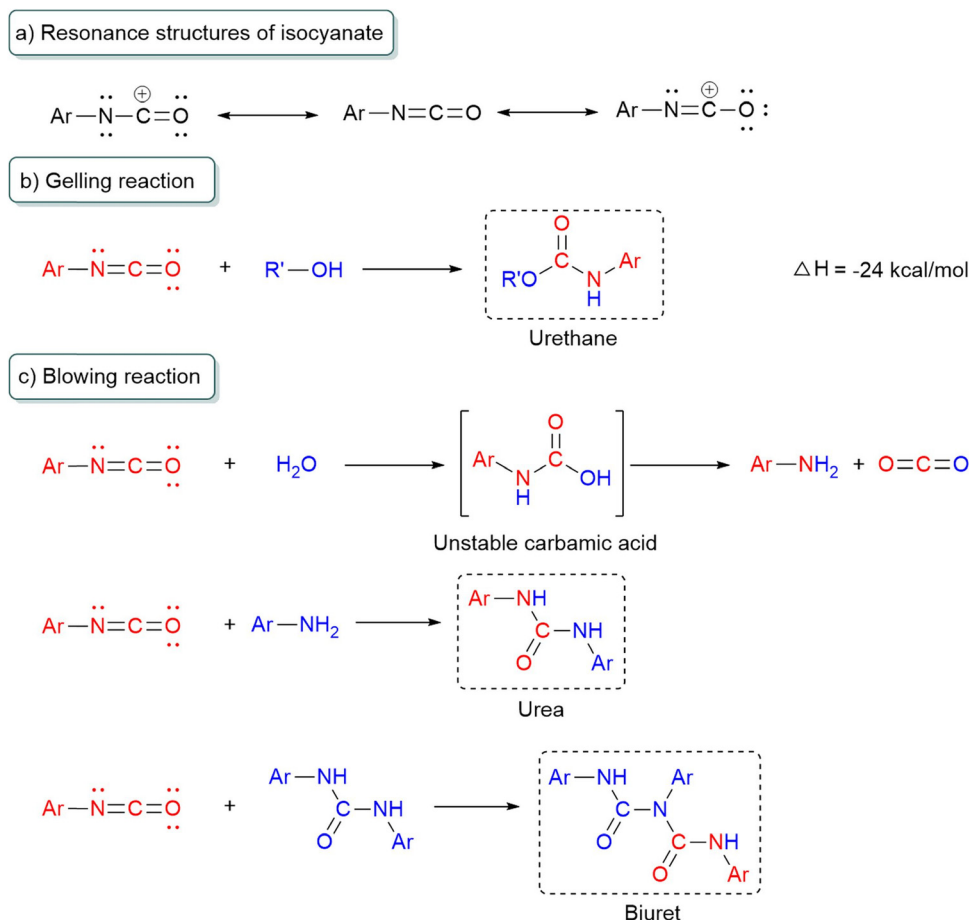 a) Resonance structures of isocyanate
Ar–N–C=O ⟷ Ar–N=C=O ⟷ Ar–N=C–O
⊕ ⊕
b) Gelling reaction
Ar–N=C=O + R'–OH → R'O C O N H Ar
△H = -24 kcal/mol
Urethane
c) Blowing reaction
Ar–N=C=O + H₂O → [Ar N H C O OH] → Ar–NH₂ + O=C=O
Unstable carbamic acid
Ar–N=C=O + Ar–NH₂ → Ar–NH C O NH Ar
Urea
Ar–N=C=O + Ar–NH C O NH Ar → Ar–NH C O N Ar C O NH Ar
Biuret